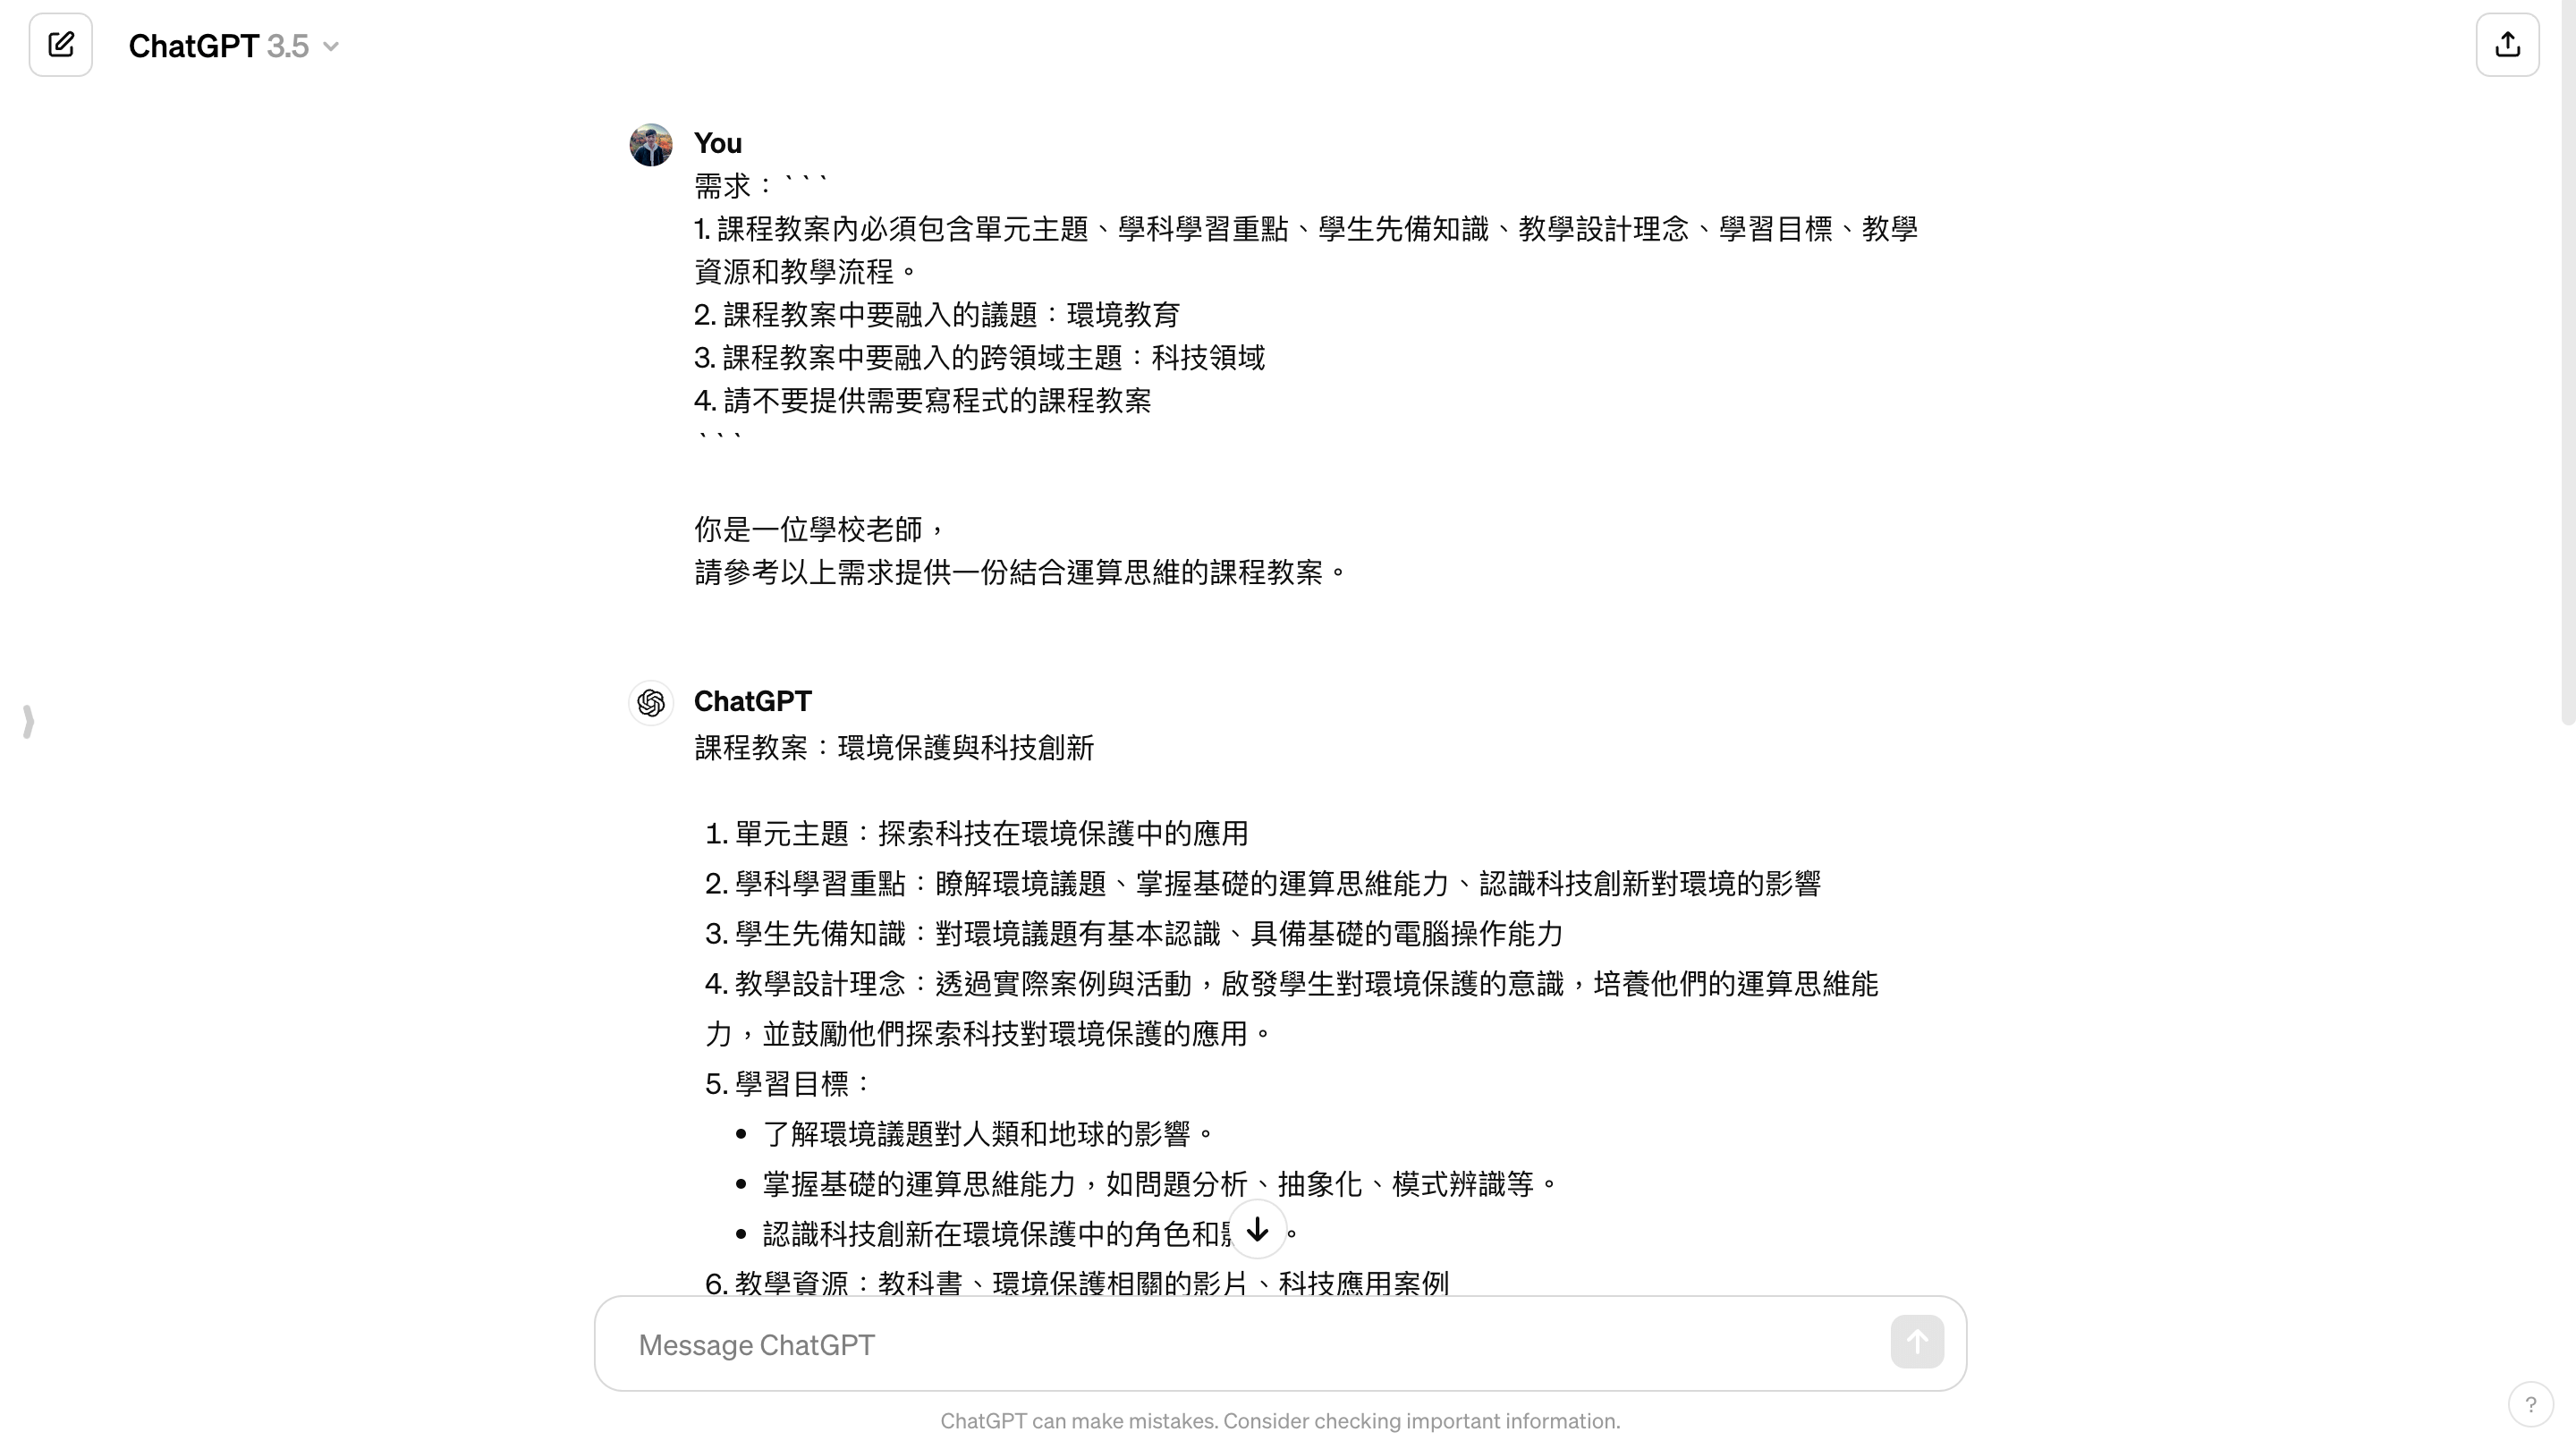 ChatGPT 3.5
You
需求：```
1. 課程教案內必須包含單元主題、學科學習重點、學生先備知識、教學設計理念、學習目標、教學
資源和教學流程。
2. 課程教案中要融入的議題：環境教育
3. 課程教案中要融入的跨領域主題：科技領域
4. 請不要提供需要寫程式的課程教案
```
你是一位學校老師，
請參考以上需求提供一份結合運算思維的課程教案。
ChatGPT
課程教案：環境保護與科技創新
1. 單元主題：探索科技在環境保護中的應用
2. 學科學習重點：瞭解環境議題、掌握基礎的運算思維能力、認識科技創新對環境的影響
3. 學生先備知識：對環境議題有基本認識、具備基礎的電腦操作能力
4. 教學設計理念：透過實際案例與活動，啟發學生對環境保護的意識，培養他們的運算思維能
力，並鼓勵他們探索科技對環境保護的應用。
5. 學習目標：
• 了解環境議題對人類和地球的影響。
• 掌握基礎的運算思維能力，如問題分析、抽象化、模式辨識等。
• 認識科技創新在環境保護中的角色和。
6. 教學資源：教科書、環境保護相關的影片、科技應用案例
Message ChatGPT
ChatGPT can make mistakes. Consider checking important information.
?